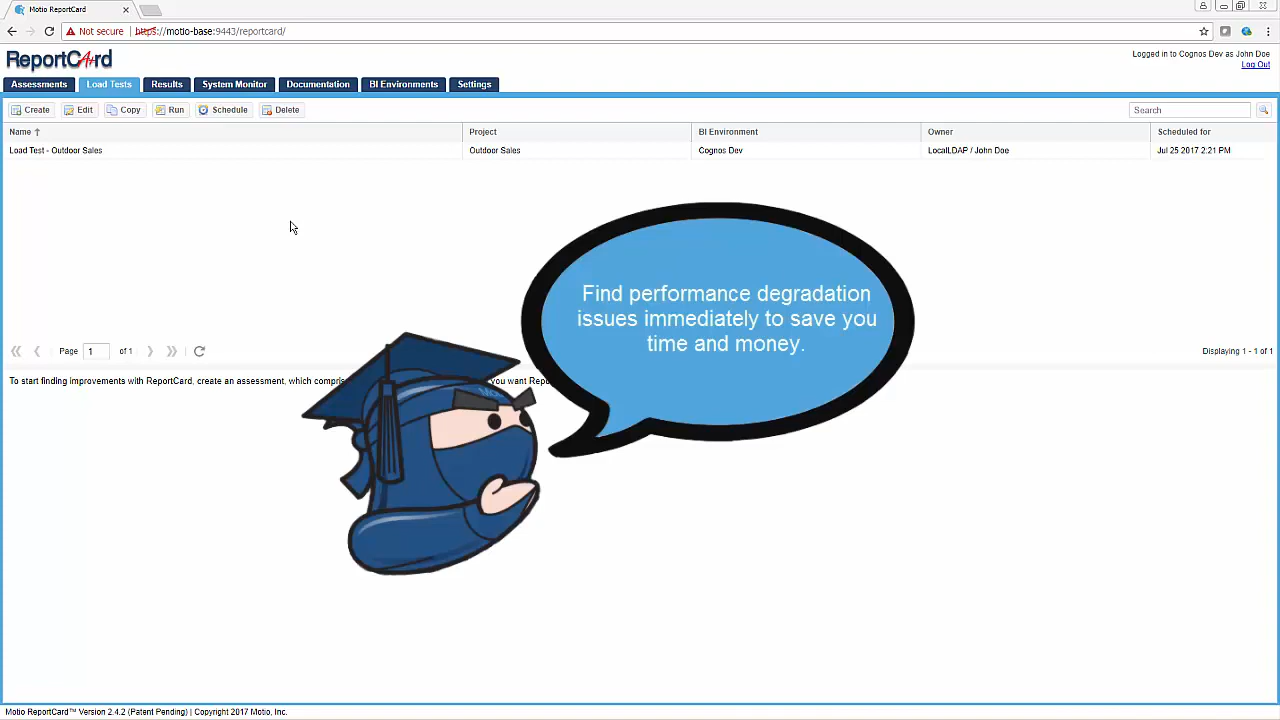 Motio ReportCard
Not secure https://motio-base:9443/reportcard/
ReportCard
Logged in to Cognos Dev as John Doe
Log Out
Assessments Load Tests Results System Monitor Documentation BI Environments Settings
Create Edit Copy Run Schedule Delete Search
Name Project BI Environment Owner Scheduled for
Load Test - Outdoor Sales Outdoor Sales Cognos Dev LocalLDAP / John Doe Jul 25 2017 2:21 PM
Find performance degradation
issues immediately to save you
time and money.
Page 1 of 1 Displaying 1 - 1 of 1
To start finding improvements with ReportCard, create an assessment, which you want
Motio ReportCard™ Version 2.4.2 (Patent Pending) | Copyright 2017 Motio, Inc.